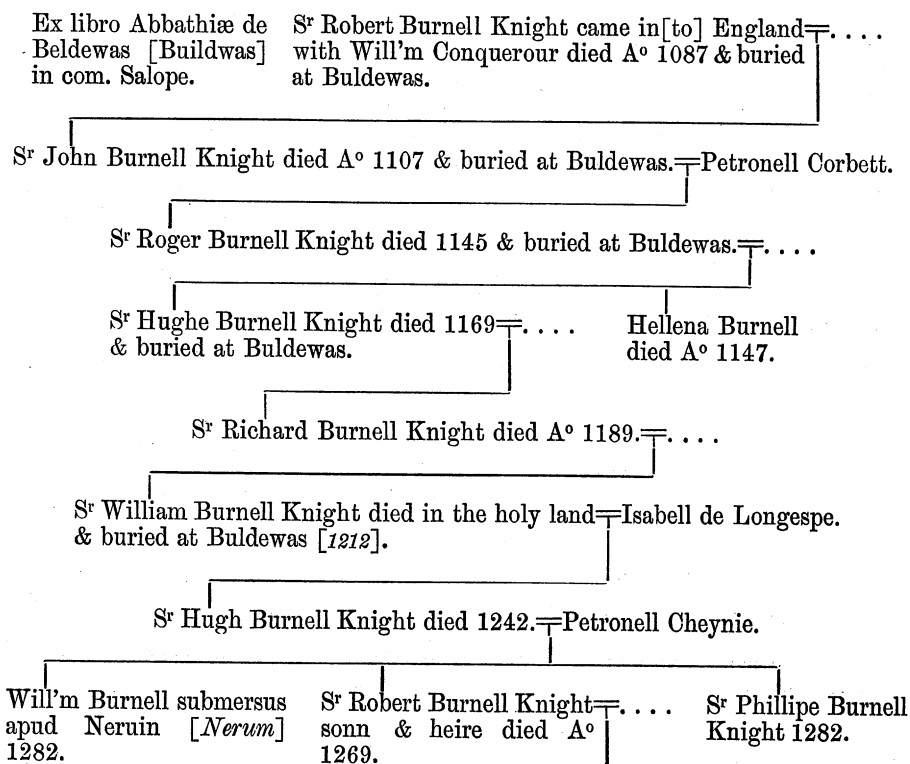 Ex libro Abbathiæ de
Beldewas [Buildwas]
in com. Salope.
Sʳ Robert Burnell Knight came in[to] England=. . . .
with Will'm Conquerour died Aº 1087 & buried
at Buldewas.
Sʳ John Burnell Knight died Aº 1107 & buried at Buldewas.=Petronell Corbett.
Sʳ Roger Burnell Knight died 1145 & buried at Buldewas.=. . . .
Sʳ Hughe Burnell Knight died 1169=. . . .
& buried at Buldewas.
Hellena Burnell
died Aº 1147.
Sʳ Richard Burnell Knight died Aº 1189.=. . . .
Sʳ William Burnell Knight died in the holy land=Isabell de Longespe.
& buried at Buldewas [1212].
Sʳ Hugh Burnell Knight died 1242.=Petronell Cheynie.
Will'm Burnell submersus
apud Neruin [Nerum]
1282.
Sʳ Robert Burnell Knight=. . . .
sonn & heire died Aº
1269.
Sʳ Phillipe Burnell
Knight 1282.